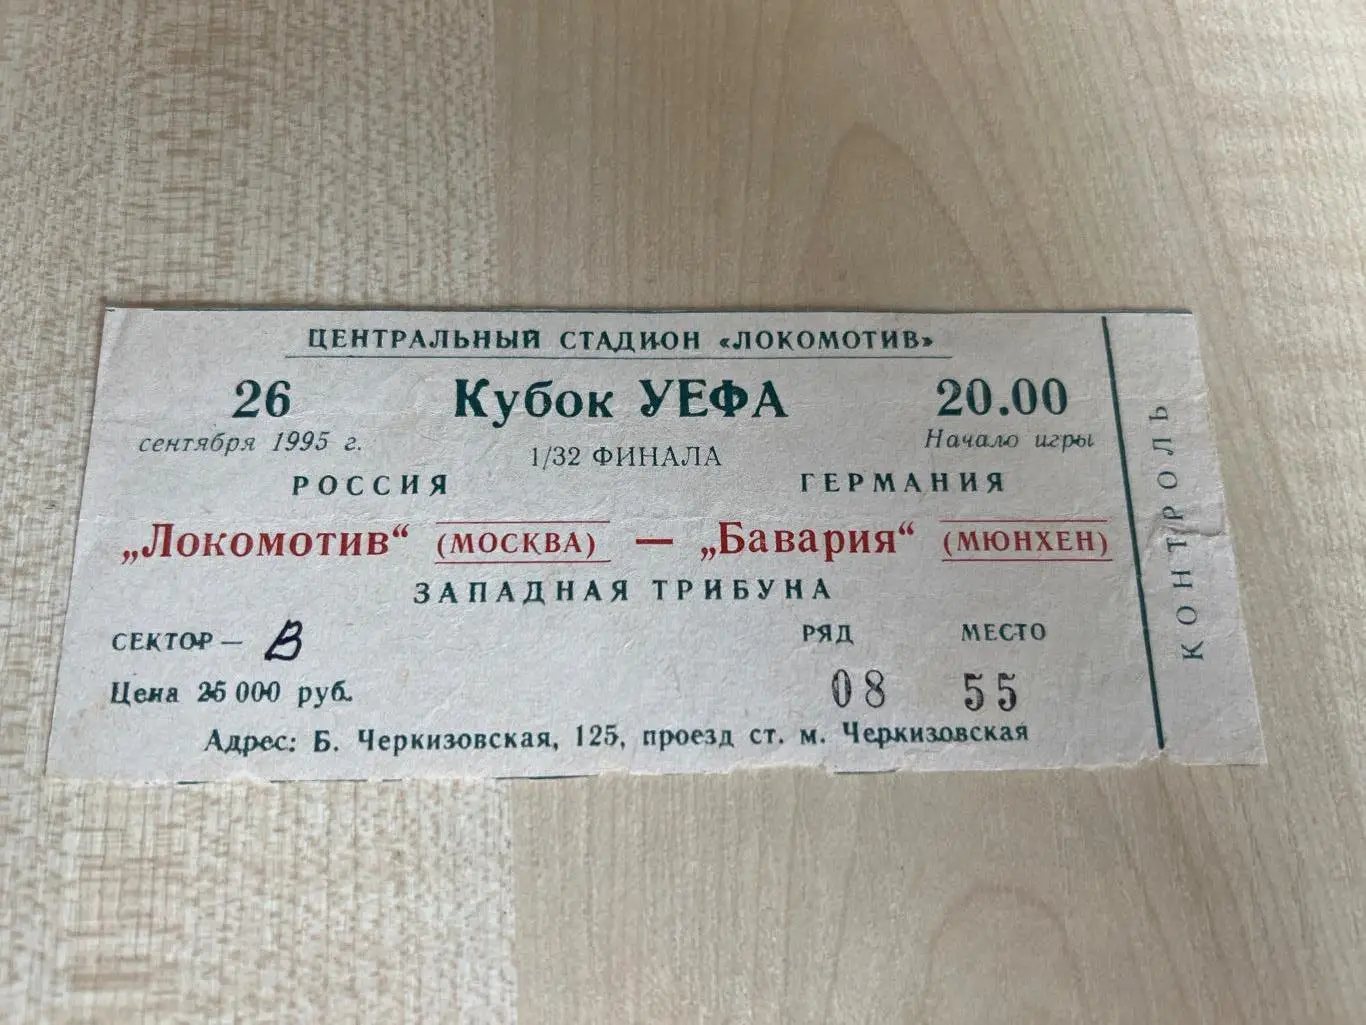 ЦЕНТРАЛЬНЫЙ СТАДИОН «ЛОКОМОТИВ»
26 Кубок УЕФА 20.00
сентября 1995 г. 1/32 ФИНАЛА Начало игры
РОССИЯ ГЕРМАНИЯ
„Локомотив“ (МОСКВА) — „Бавария“ (МЮНХЕН)
ЗАПАДНАЯ ТРИБУНА
СЕКТОР — В РЯД МЕСТО
Цена 25 000 руб. 08 55
Адрес: Б. Черкизовская, 125, проезд ст. м. Черкизовская
КОНТРОЛЬ